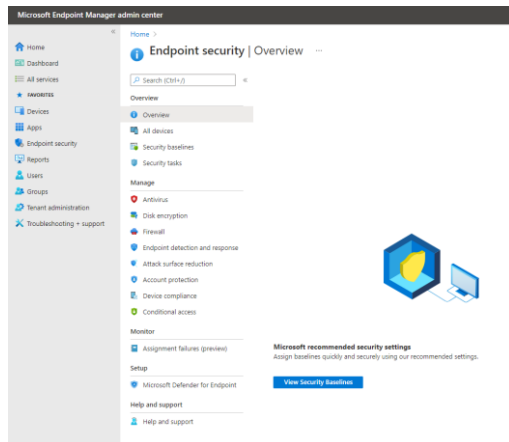 Microsoft Endpoint Manager admin center
«
Home
Dashboard
All services
FAVORITES
Devices
Apps
Endpoint security
Reports
Users
Groups
Tenant administration
Troubleshooting + support
Home >
Endpoint security | Overview ...
Search (Ctrl+/) «
Overview
Overview
All devices
Security baselines
Security tasks
Manage
Antivirus
Disk encryption
Firewall
Endpoint detection and response
Attack surface reduction
Account protection
Device compliance
Conditional access
Monitor
Assignment failures (preview)
Setup
Microsoft Defender for Endpoint
Help and support
Help and support
Microsoft recommended security settings
Assign baselines quickly and securely using our recommended settings.
View Security Baselines